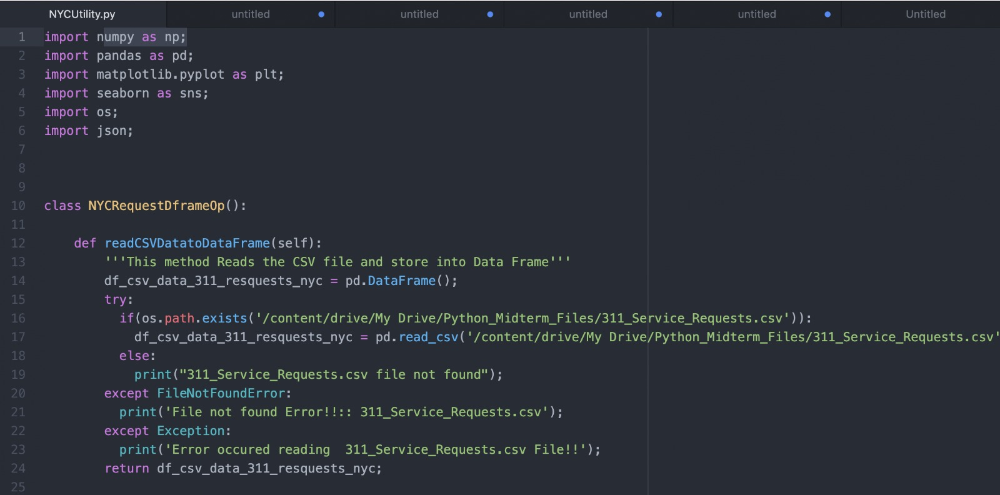 NYCUtility.py untitled untitled untitled untitled Untitled
1 import numpy as np;
2 import pandas as pd;
3 import matplotlib.pyplot as plt;
4 import seaborn as sns;
5 import os;
6 import json;
7
8
9
10 class NYCRequestDframeOp():
11
12     def readCSVDatatoDataFrame(self):
13         '''This method Reads the CSV file and store into Data Frame'''
14         df_csv_data_311_resquests_nyc = pd.DataFrame();
15         try:
16           if(os.path.exists('/content/drive/My Drive/Python_Midterm_Files/311_Service_Requests.csv')):
17             df_csv_data_311_resquests_nyc = pd.read_csv('/content/drive/My Drive/Python_Midterm_Files/311_Service_Requests.csv'
18           else:
19             print("311_Service_Requests.csv file not found");
20         except FileNotFoundError:
21           print('File not found Error!!:: 311_Service_Requests.csv');
22         except Exception:
23           print('Error occured reading  311_Service_Requests.csv File!!');
24         return df_csv_data_311_resquests_nyc;
25